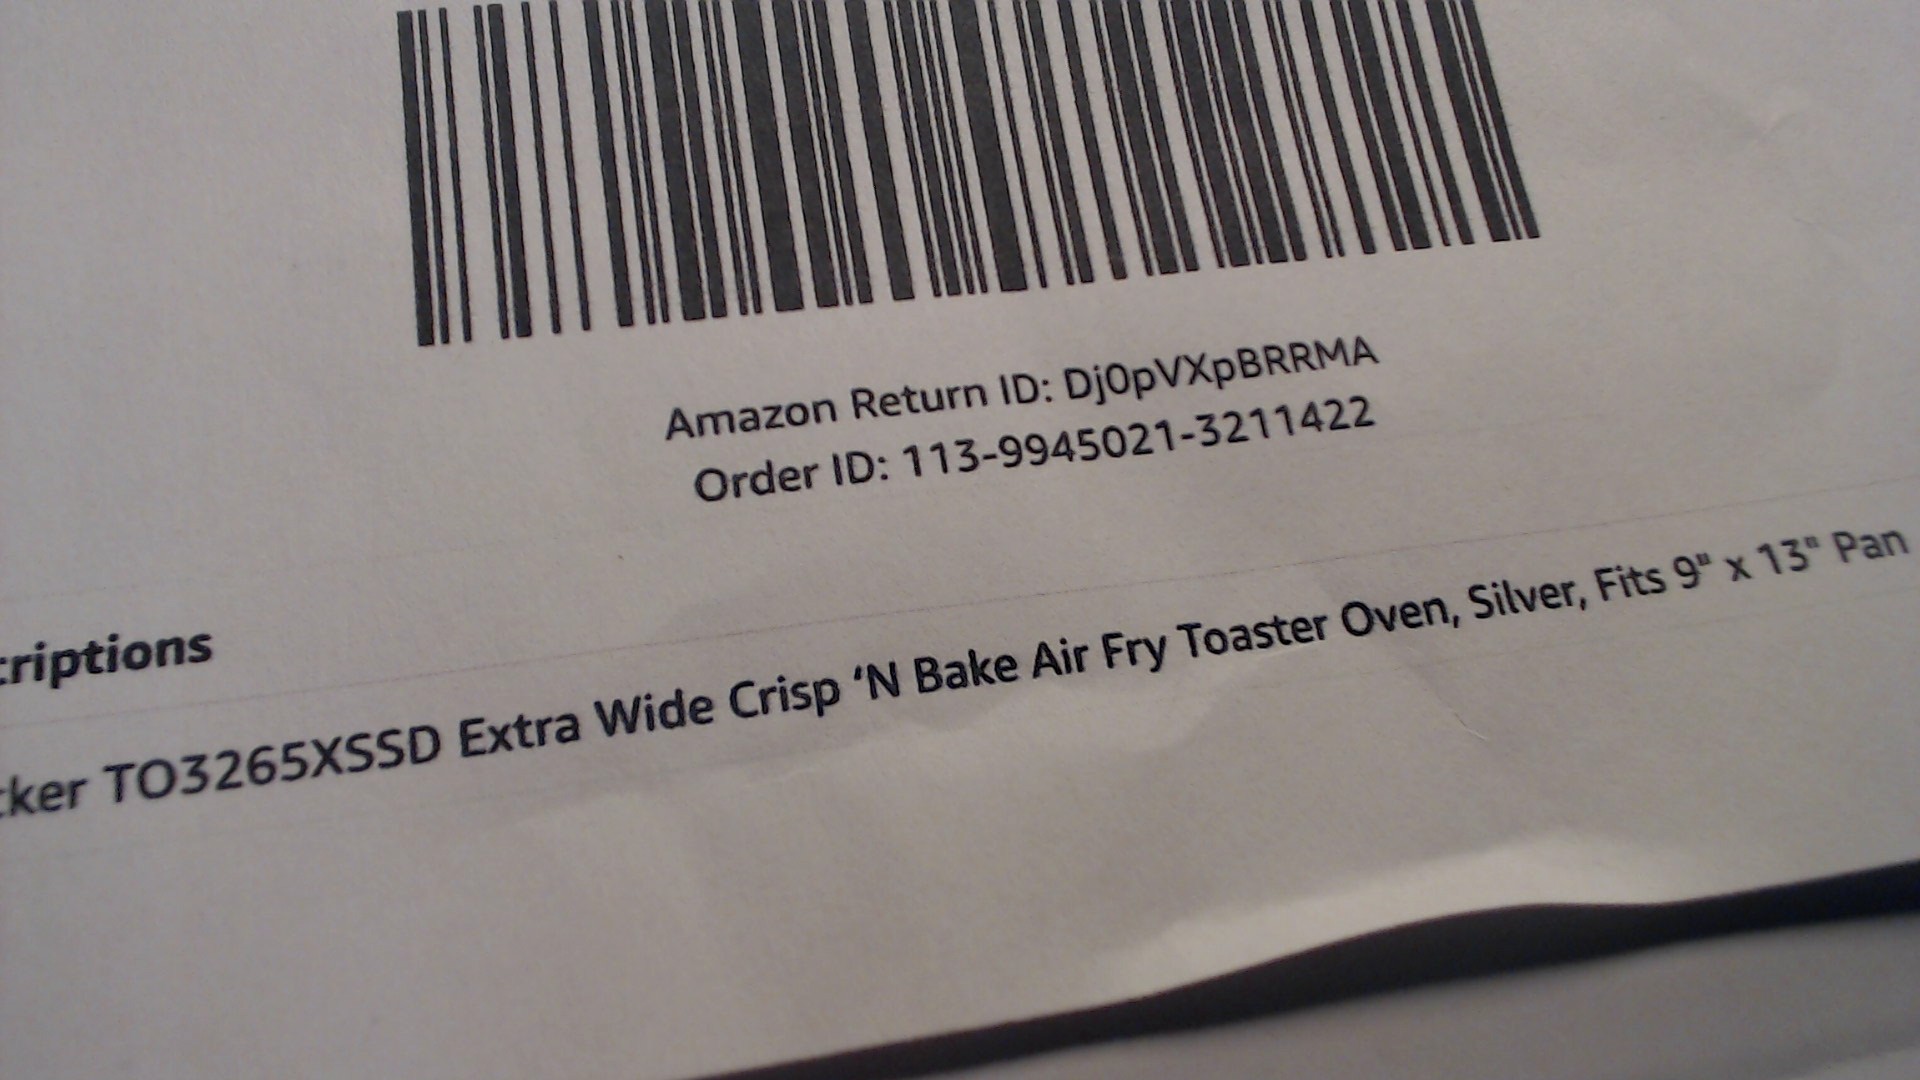 Amazon Return ID: Dj0pVXpBRRMA
Order ID: 113-9945021-3211422
criptions
cker TO3265XSSD Extra Wide Crisp ‘N Bake Air Fry Toaster Oven, Silver, Fits 9" x 13" Pan